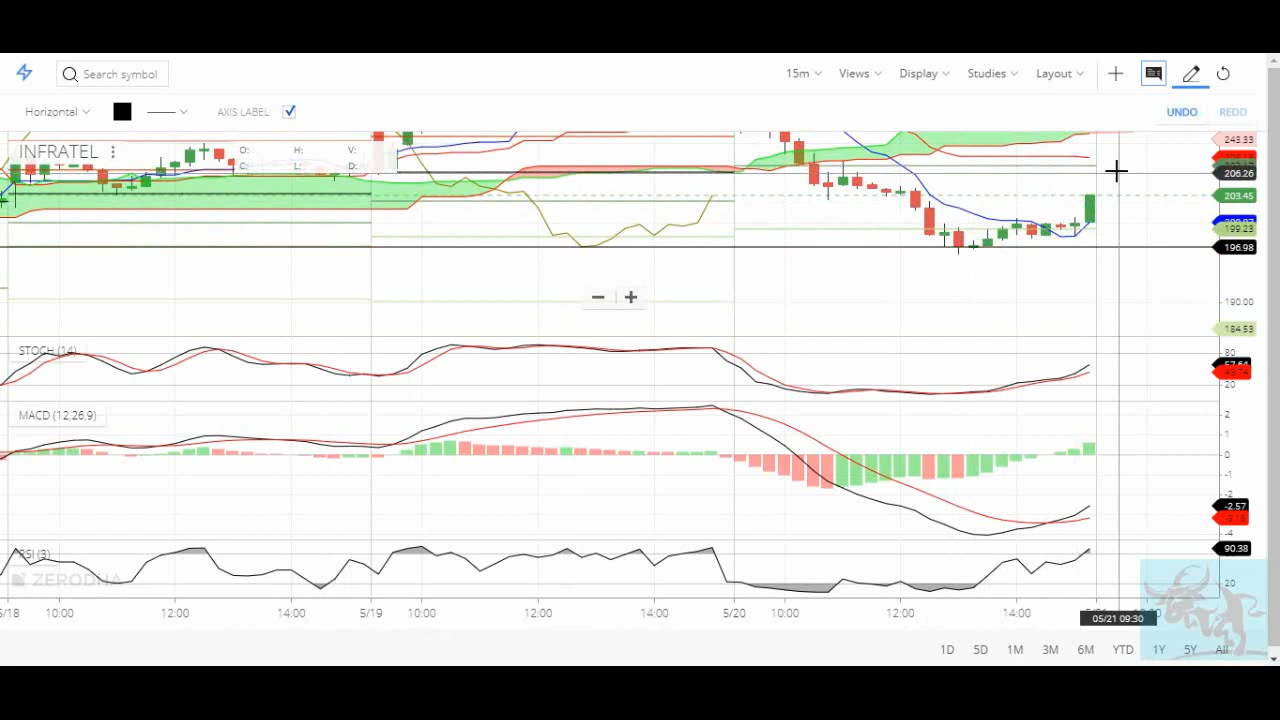 Search symbol 15m Views Display Studies Layout
Horizontal AXIS LABEL UNDO REDO
INFRATEL O: H: V:
C: L: D:
243.33
206.26
203.45
199.23
196.98
190.00
184.53
STOCH (14)
80
20
MACD (12,26,9)
2
1
0
-1
-2
-2.57
-4
RSI (3)
90.38
ZERODHA
20
5/18 10:00 12:00 14:00 5/19 10:00 12:00 14:00 5/20 10:00 12:00 14:00
05/21 09:30
1D 5D 1M 3M 6M YTD 1Y 5Y All